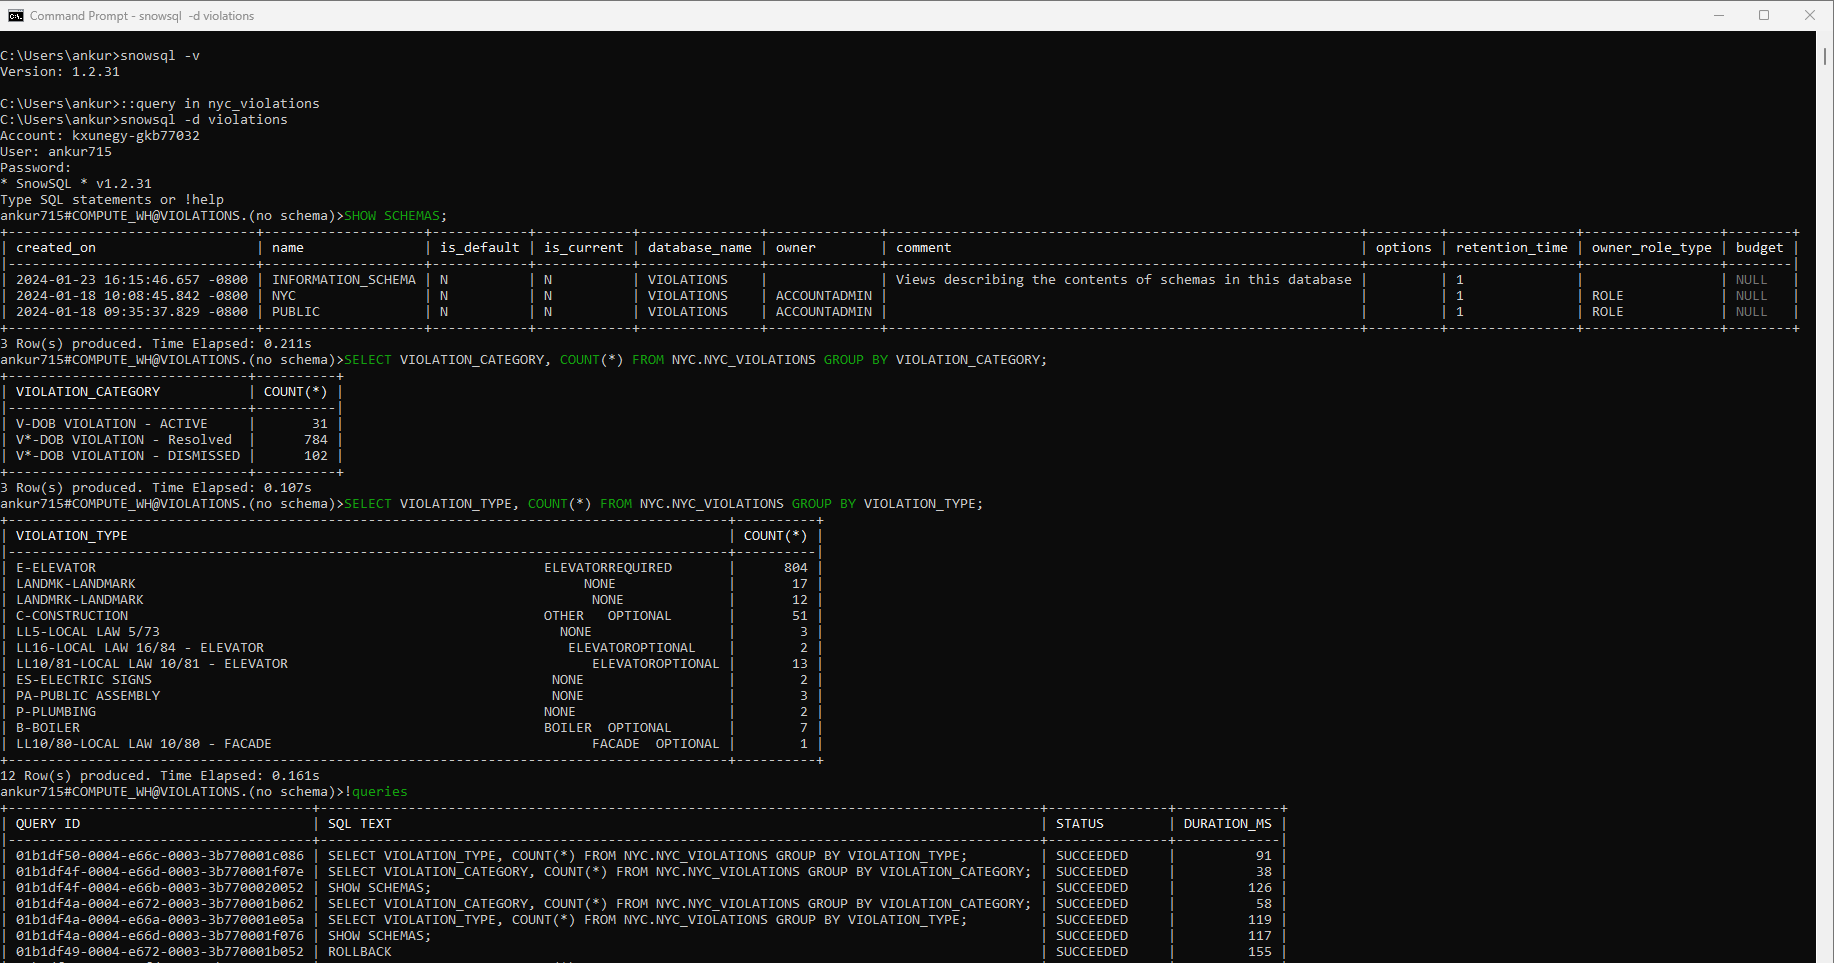 Command Prompt - snowsql  -d violations
C:\Users\ankur>snowsql -v
Version: 1.2.31
C:\Users\ankur>::query in nyc_violations
C:\Users\ankur>snowsql -d violations
Account: kxunegy-gkb77032
User: ankur715
Password:
* SnowSQL * v1.2.31
Type SQL statements or !help
ankur715#COMPUTE_WH@VIOLATIONS.(no schema)>SHOW SCHEMAS;
| created_on | name | is_default | is_current | database_name | owner | comment | options | retention_time | owner_role_type | budget |
| 2024-01-23 16:15:46.657 -0800 | INFORMATION_SCHEMA | N | N | VIOLATIONS | | Views describing the contents of schemas in this database | | 1 | | NULL |
| 2024-01-18 10:08:45.842 -0800 | NYC | N | N | VIOLATIONS | ACCOUNTADMIN | | | 1 | ROLE | NULL |
| 2024-01-18 09:35:37.829 -0800 | PUBLIC | N | N | VIOLATIONS | ACCOUNTADMIN | | | 1 | ROLE | NULL |
3 Row(s) produced. Time Elapsed: 0.211s
ankur715#COMPUTE_WH@VIOLATIONS.(no schema)>SELECT VIOLATION_CATEGORY, COUNT(*) FROM NYC.NYC_VIOLATIONS GROUP BY VIOLATION_CATEGORY;
| VIOLATION_CATEGORY | COUNT(*) |
| V-DOB VIOLATION - ACTIVE | 31 |
| V*-DOB VIOLATION - Resolved | 784 |
| V*-DOB VIOLATION - DISMISSED | 102 |
3 Row(s) produced. Time Elapsed: 0.107s
ankur715#COMPUTE_WH@VIOLATIONS.(no schema)>SELECT VIOLATION_TYPE, COUNT(*) FROM NYC.NYC_VIOLATIONS GROUP BY VIOLATION_TYPE;
| VIOLATION_TYPE | COUNT(*) |
| E-ELEVATOR ELEVATORREQUIRED | 804 |
| LANDMK-LANDMARK NONE | 17 |
| LANDMRK-LANDMARK NONE | 12 |
| C-CONSTRUCTION OTHER OPTIONAL | 51 |
| LL5-LOCAL LAW 5/73 NONE | 3 |
| LL16-LOCAL LAW 16/84 - ELEVATOR ELEVATOROPTIONAL | 2 |
| LL10/81-LOCAL LAW 10/81 - ELEVATOR ELEVATOROPTIONAL | 13 |
| ES-ELECTRIC SIGNS NONE | 2 |
| PA-PUBLIC ASSEMBLY NONE | 3 |
| P-PLUMBING NONE | 2 |
| B-BOILER BOILER OPTIONAL | 7 |
| LL10/80-LOCAL LAW 10/80 - FACADE FACADE OPTIONAL | 1 |
12 Row(s) produced. Time Elapsed: 0.161s
ankur715#COMPUTE_WH@VIOLATIONS.(no schema)>!queries
| QUERY ID | SQL TEXT | STATUS | DURATION_MS |
| 01b1df50-0004-e66c-0003-3b770001c086 | SELECT VIOLATION_TYPE, COUNT(*) FROM NYC.NYC_VIOLATIONS GROUP BY VIOLATION_TYPE; | SUCCEEDED | 91 |
| 01b1df4f-0004-e66d-0003-3b770001f07e | SELECT VIOLATION_CATEGORY, COUNT(*) FROM NYC.NYC_VIOLATIONS GROUP BY VIOLATION_CATEGORY; | SUCCEEDED | 38 |
| 01b1df4f-0004-e66b-0003-3b7700020052 | SHOW SCHEMAS; | SUCCEEDED | 126 |
| 01b1df4a-0004-e672-0003-3b770001b062 | SELECT VIOLATION_CATEGORY, COUNT(*) FROM NYC.NYC_VIOLATIONS GROUP BY VIOLATION_CATEGORY; | SUCCEEDED | 58 |
| 01b1df4a-0004-e66a-0003-3b770001e05a | SELECT VIOLATION_TYPE, COUNT(*) FROM NYC.NYC_VIOLATIONS GROUP BY VIOLATION_TYPE; | SUCCEEDED | 119 |
| 01b1df4a-0004-e66d-0003-3b770001f076 | SHOW SCHEMAS; | SUCCEEDED | 117 |
| 01b1df49-0004-e672-0003-3b770001b052 | ROLLBACK | SUCCEEDED | 155 |